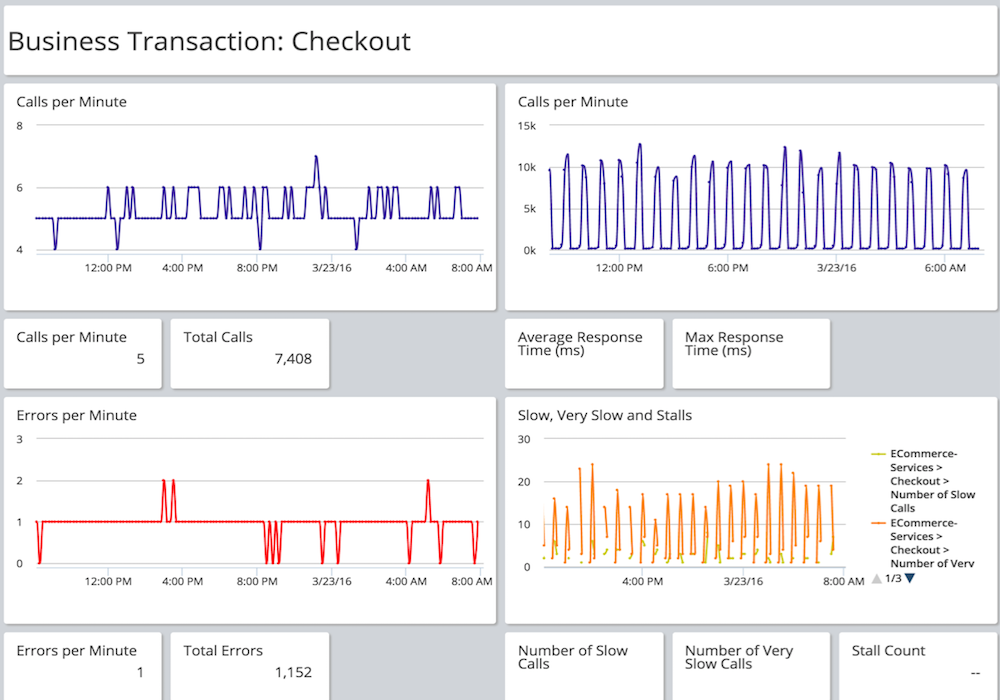 Business Transaction: Checkout
Calls per Minute
8
6
4
12:00 PM 4:00 PM 8:00 PM 3/23/16 4:00 AM 8:00 AM
Calls per Minute
15k
10k
5k
0k
12:00 PM 6:00 PM 3/23/16 6:00 AM
Calls per Minute
5
Total Calls
7,408
Average Response
Time (ms)
Max Response
Time (ms)
Errors per Minute
3
2
1
0
12:00 PM 4:00 PM 8:00 PM 3/23/16 4:00 AM 8:00 AM
Slow, Very Slow and Stalls
30
20
10
0
4:00 PM 3/23/16 8:00 AM
ECommerce-
Services >
Checkout >
Number of Slow
Calls
ECommerce-
Services >
Checkout >
Number of Verv
1/3
Errors per Minute
1
Total Errors
1,152
Number of Slow
Calls
Number of Very
Slow Calls
Stall Count
--